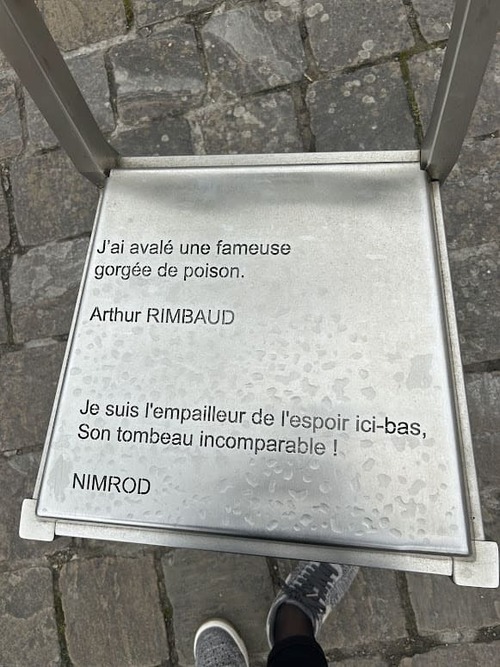 J'ai avalé une fameuse
gorgée de poison.
Arthur RIMBAUD
Je suis l'empailleur de l'espoir ici-bas,
Son tombeau incomparable !
NIMROD